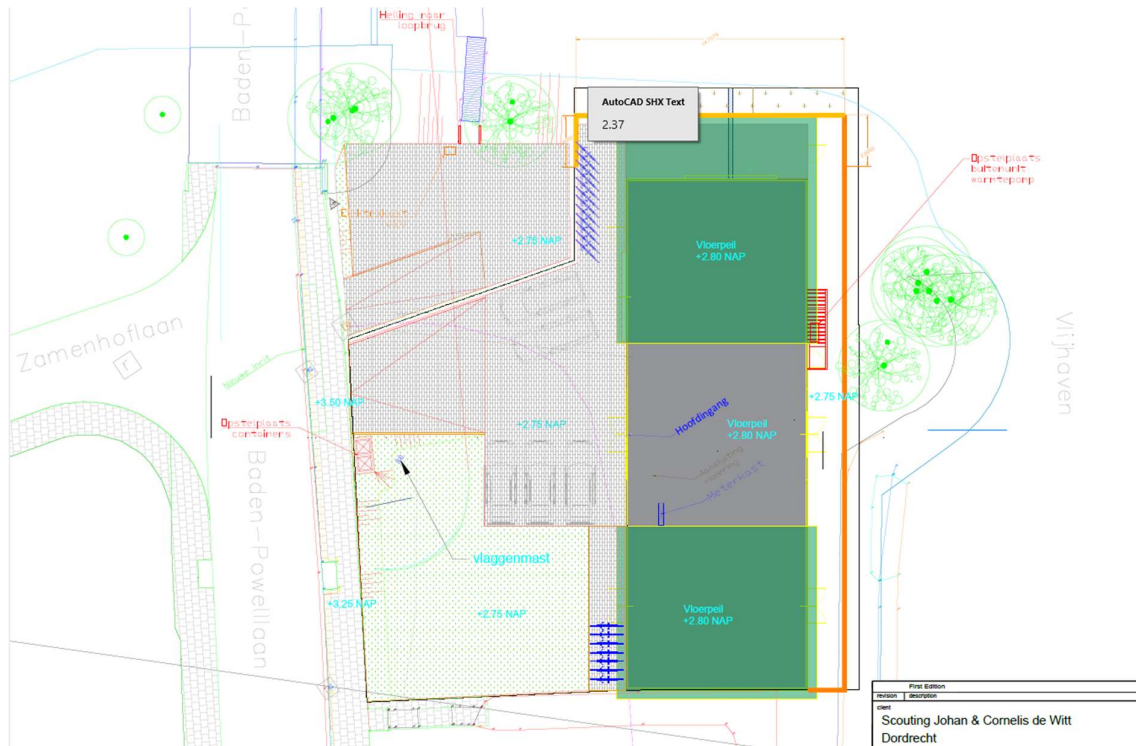 Helling naar
loopbrug
Baden-P
AutoCAD SHX Text
2.37
Opstelplaats
buitenunit
warmtepomp
+2.75 NAP
Vloerpeil
+2.80 NAP
Zamenhoflaan
Vlijhaven
+3.50 NAP
+2.75 NAP
Hoofdingang
Vloerpeil
+2.80 NAP
+2.75 NAP
Opstelplaats
containers
Aansluiting
Meterkast
Baden-Powelllaan
vlaggenmast
+3.25 NAP
+2.75 NAP
Vloerpeil
+2.80 NAP
First Edition
revision description
client
Scouting Johan & Cornelis de Witt
Dordrecht